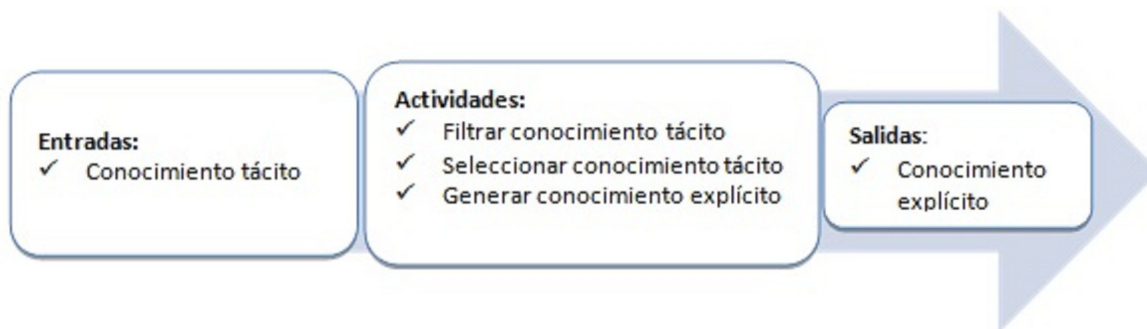 Entradas:
✓ Conocimiento tácito
Actividades:
✓ Filtrar conocimiento tácito
✓ Seleccionar conocimiento tácito
✓ Generar conocimiento explícito
Salidas:
✓ Conocimiento
explícito